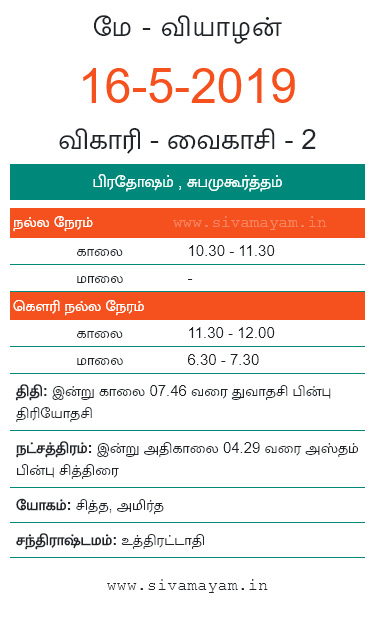 மே - வியாழன்
16-5-2019
விகாரி - வைகாசி - 2
பிரதோஷம் , சுபமுகூர்த்தம்
நல்ல நேரம் www.sivamayam.in
காலை 10.30 - 11.30
மாலை -
கௌரி நல்ல நேரம்
காலை 11.30 - 12.00
மாலை 6.30 - 7.30
திதி: இன்று காலை 07.46 வரை துவாதசி பின்பு
திரியோதசி
நட்சத்திரம்: இன்று அதிகாலை 04.29 வரை அஸ்தம்
பின்பு சித்திரை
யோகம்: சித்த, அமிர்த
சந்திராஷ்டமம்: உத்திரட்டாதி
www.sivamayam.in